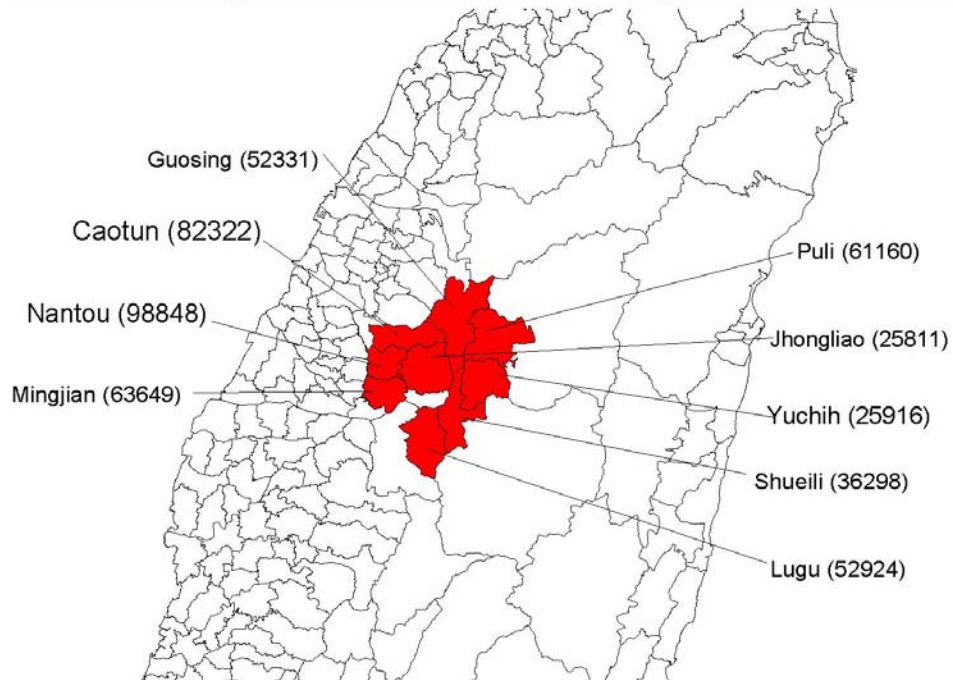 Guosing (52331)
Caotun (82322)
Nantou (98848)
Mingjian (63649)
Puli (61160)
Jhongliao (25811)
Yuchih (25916)
Shueili (36298)
Lugu (52924)